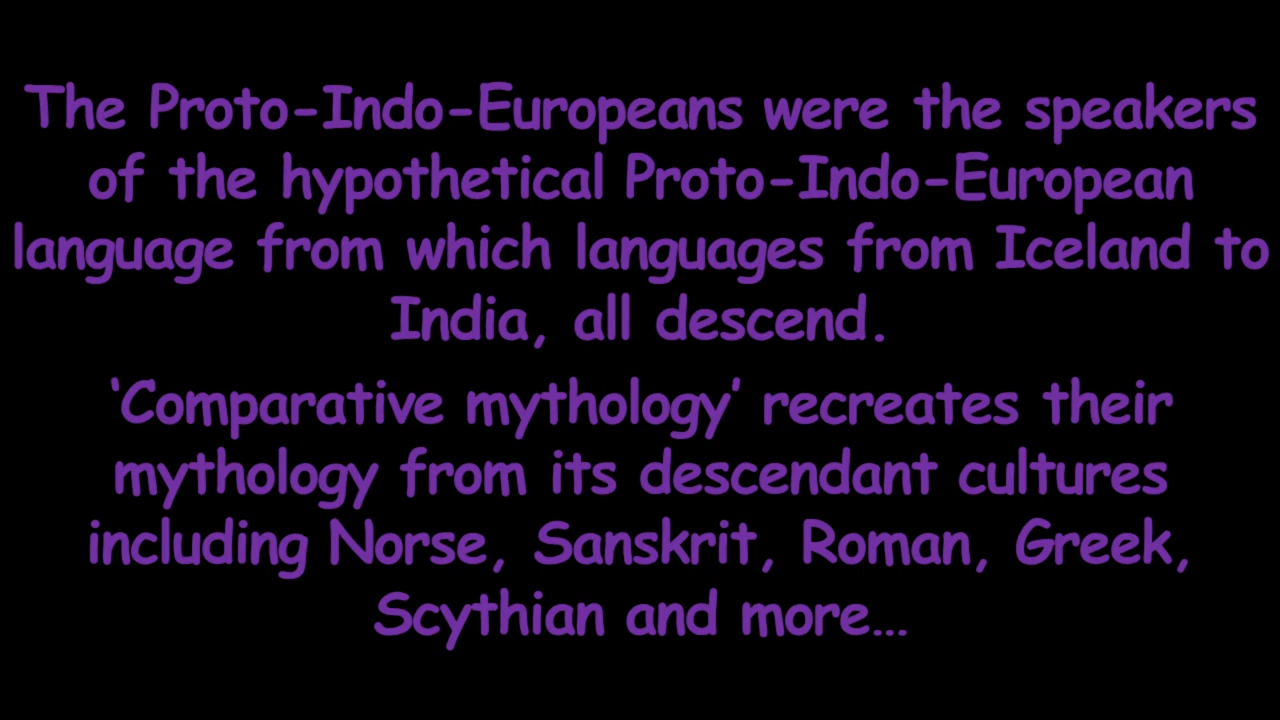 The Proto-Indo-Europeans were the speakers
of the hypothetical Proto-Indo-European
language from which languages from Iceland to
India, all descend.
‘Comparative mythology’ recreates their
mythology from its descendant cultures
including Norse, Sanskrit, Roman, Greek,
Scythian and more...